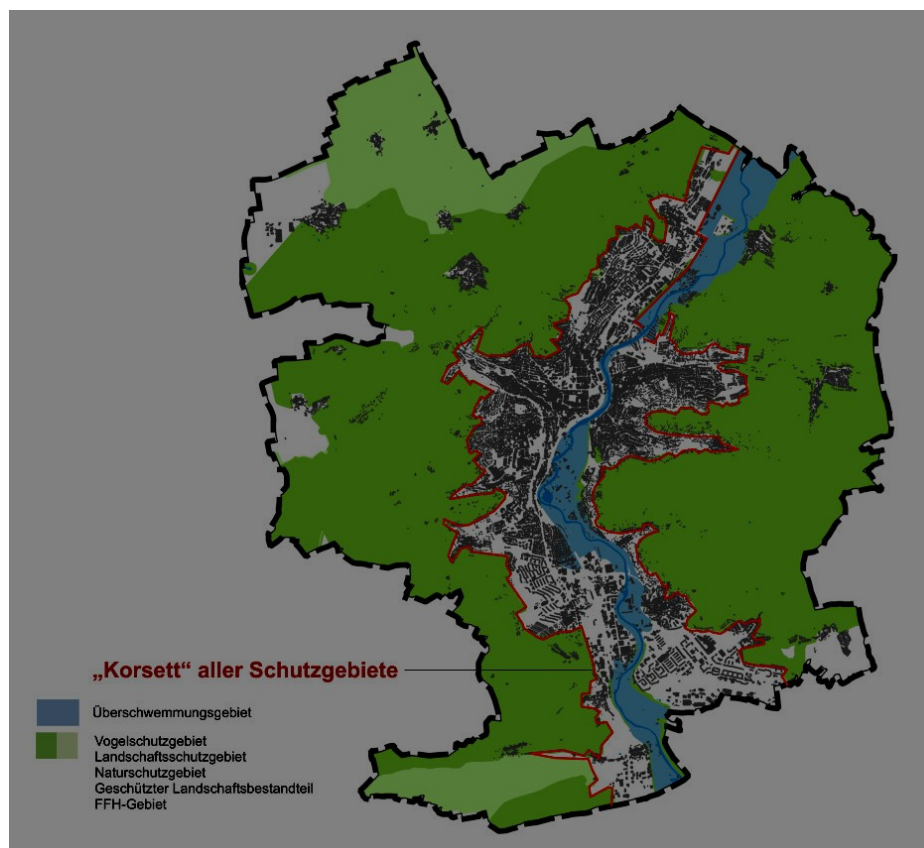 „Korsett“ aller Schutzgebiete
Überschwemmungsgebiet
Vogelschutzgebiet
Landschaftsschutzgebiet
Naturschutzgebiet
Geschützter Landschaftsbestandteil
FFH-Gebiet